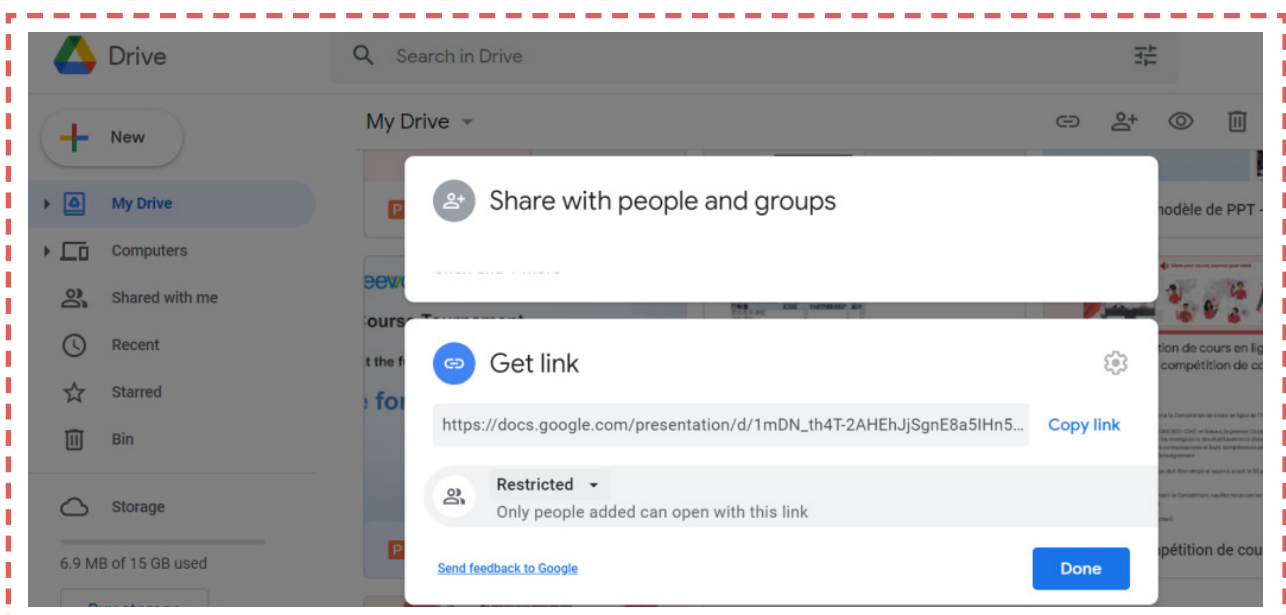 Drive
Search in Drive
New
My Drive
My Drive
Computers
Shared with me
Recent
Starred
Bin
Storage
6.9 MB of 15 GB used
Share with people and groups
Get link
https://docs.google.com/presentation/d/1mDN_th4T-2AHEhJjSgnE8a5IHn5...
Copy link
Restricted
Only people added can open with this link
Send feedback to Google
Done
modèle de PPT -
t the f
e for
tion de cours en lig
compétition de co
pétition de cou